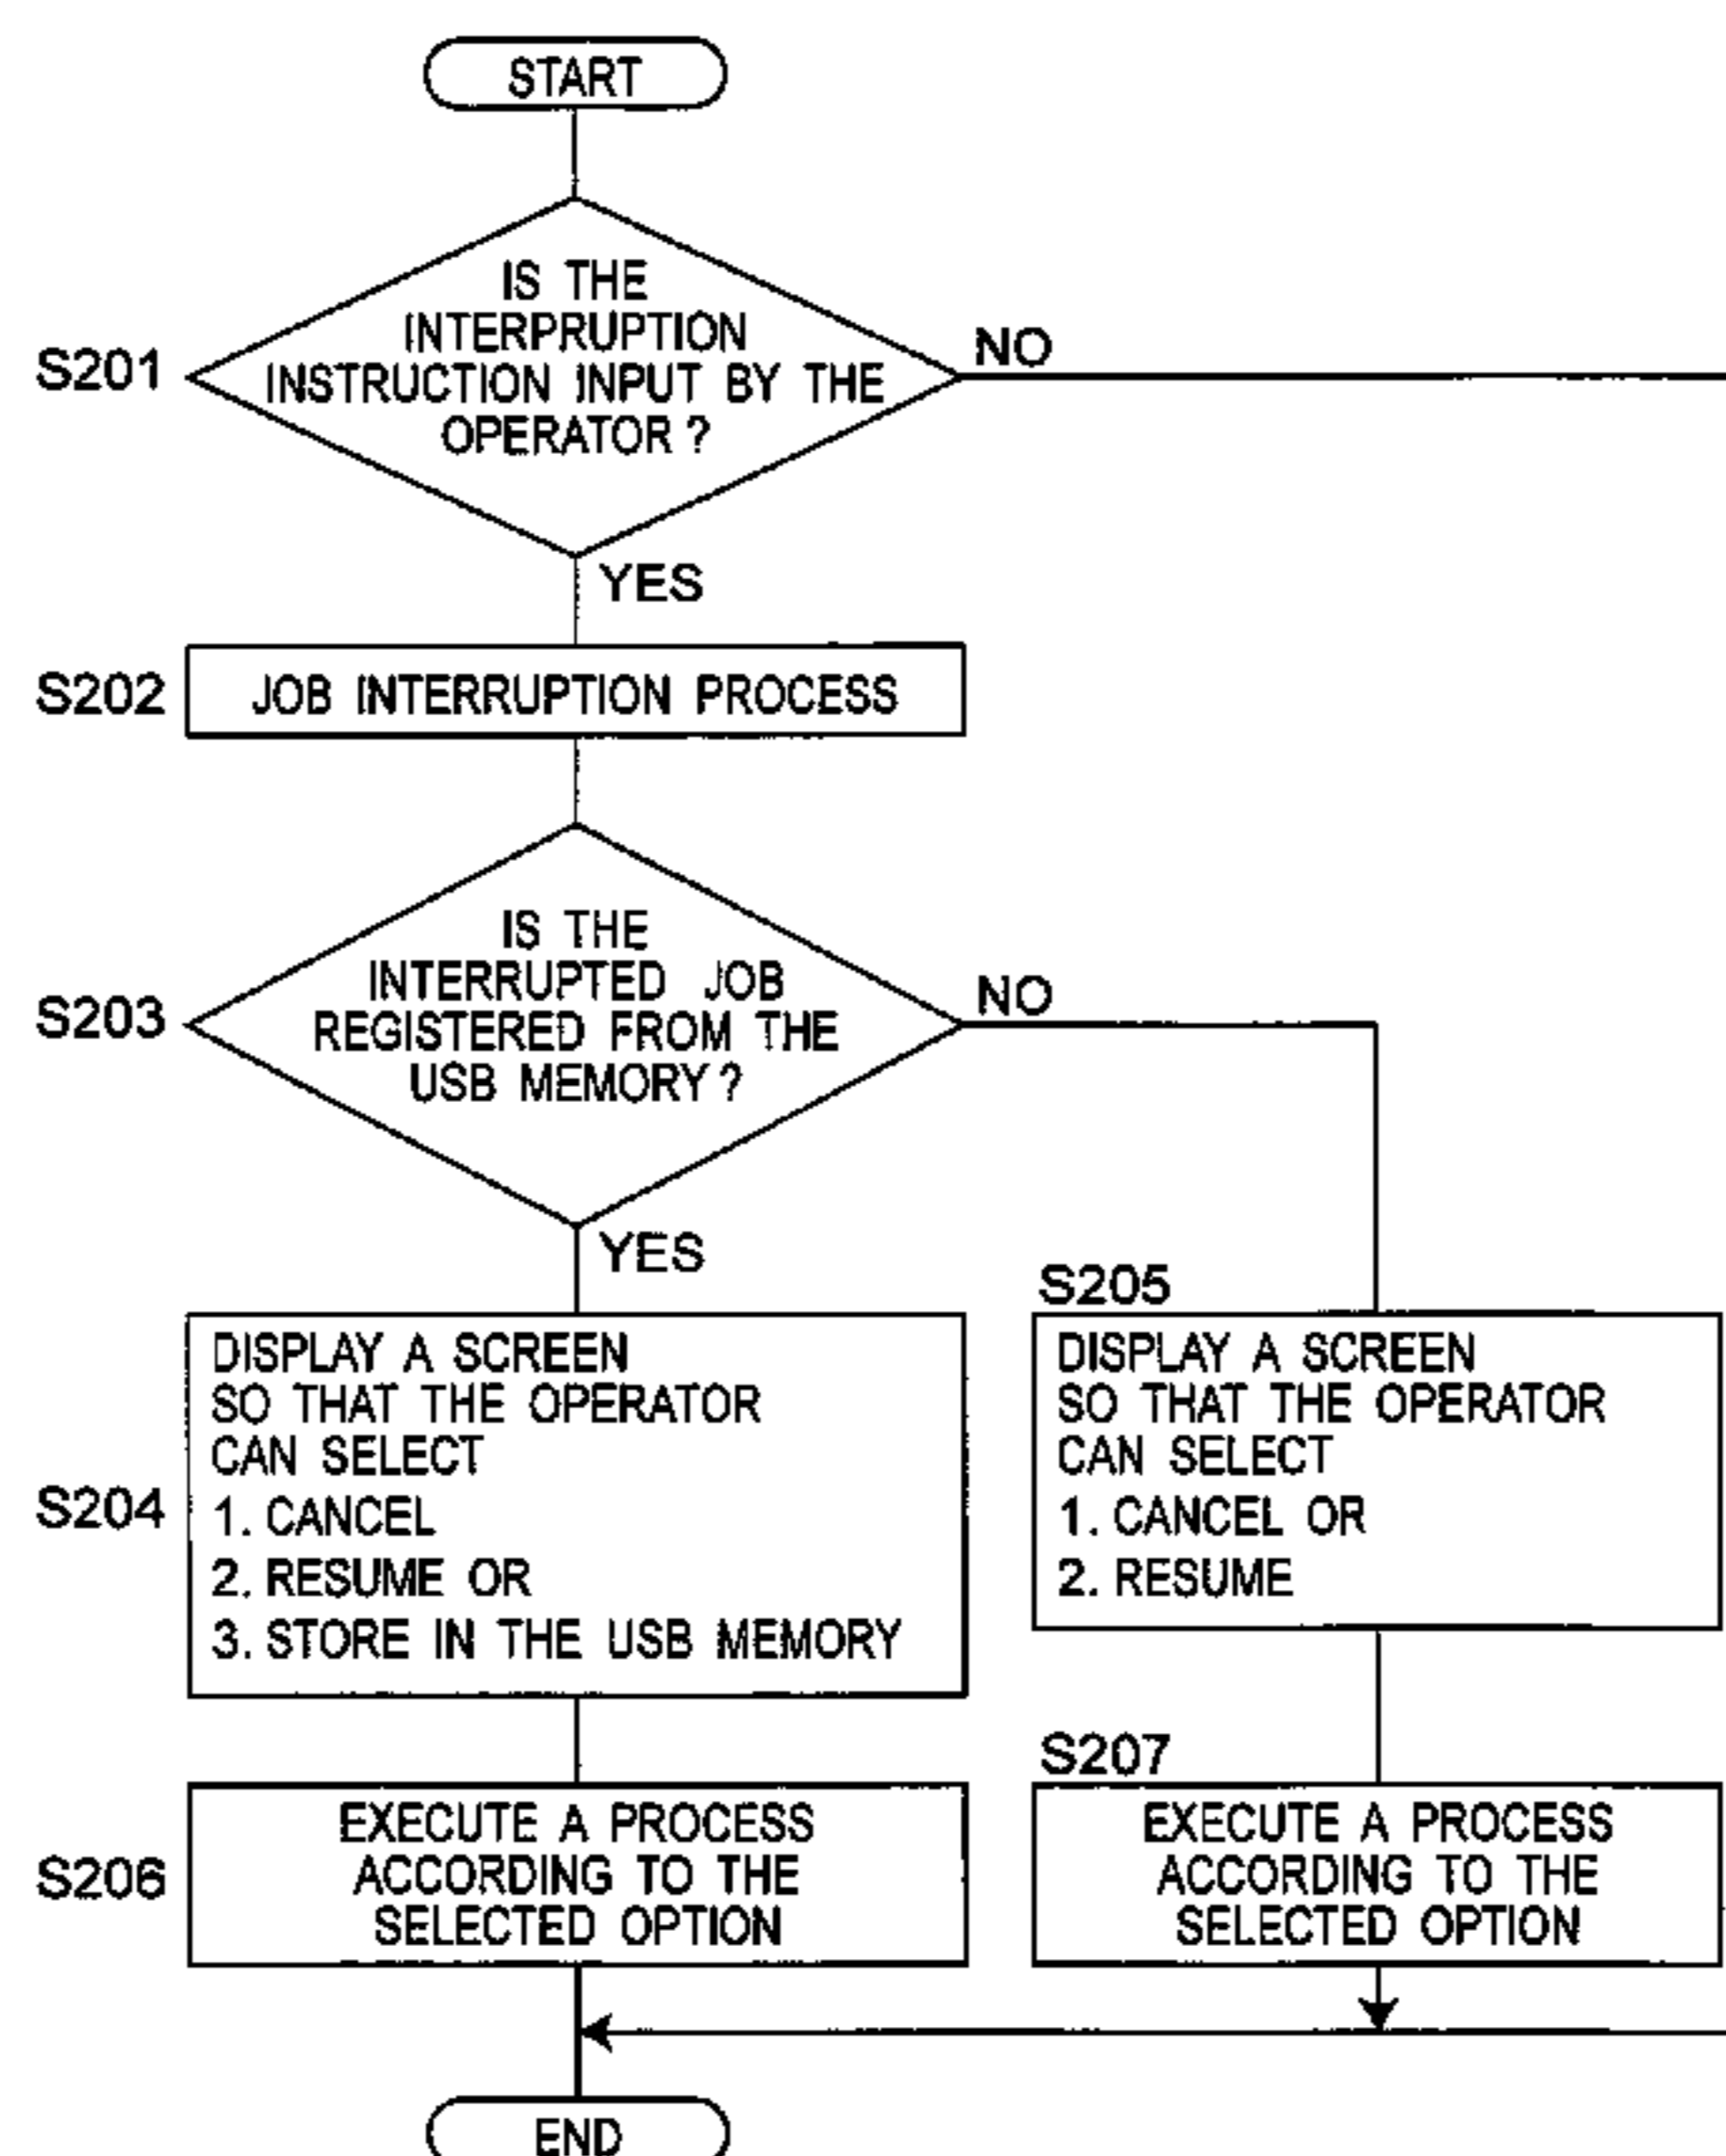 START
S201
IS THE
INTERPRUPTION
INSTRUCTION INPUT BY THE
OPERATOR ?
NO
YES
S202
JOB INTERRUPTION PROCESS
S203
IS THE
INTERRUPTED JOB
REGISTERED FROM THE
USB MEMORY ?
NO
YES
S204
DISPLAY A SCREEN
SO THAT THE OPERATOR
CAN SELECT
1. CANCEL
2. RESUME OR
3. STORE IN THE USB MEMORY
S205
DISPLAY A SCREEN
SO THAT THE OPERATOR
CAN SELECT
1. CANCEL OR
2. RESUME
S206
EXECUTE A PROCESS
ACCORDING TO THE
SELECTED OPTION
S207
EXECUTE A PROCESS
ACCORDING TO THE
SELECTED OPTION
END